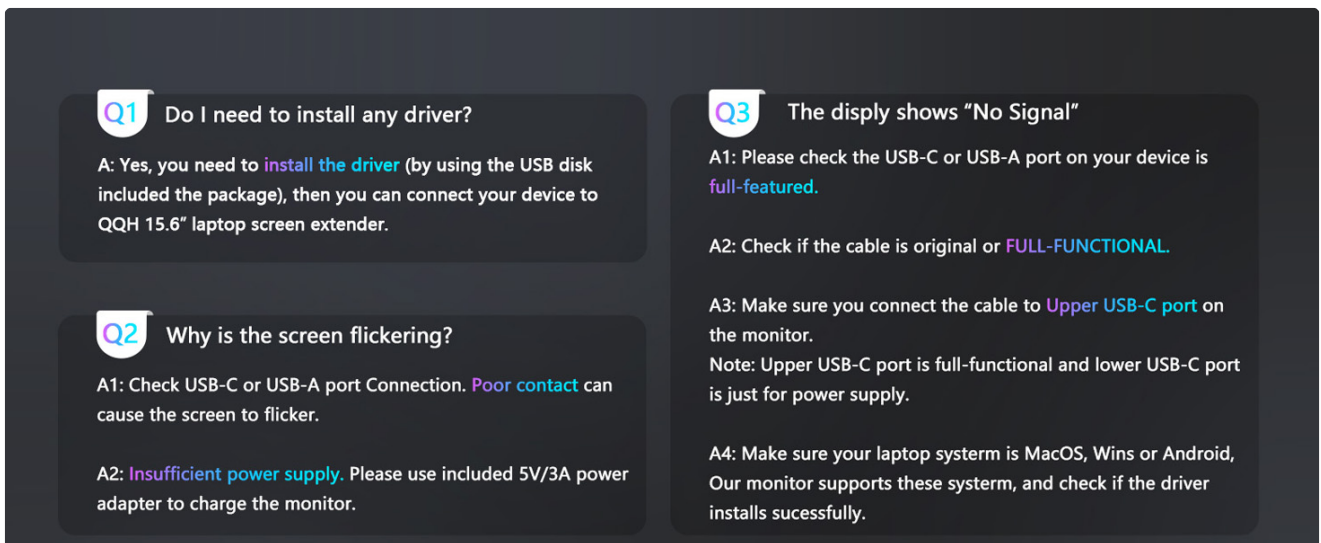 Q1 Do I need to install any driver?
A: Yes, you need to install the driver (by using the USB disk
included the package), then you can connect your device to
QQH 15.6″ laptop screen extender.
Q2 Why is the screen flickering?
A1: Check USB-C or USB-A port Connection. Poor contact can
cause the screen to flicker.
A2: Insufficient power supply. Please use included 5V/3A power
adapter to charge the monitor.
Q3 The disply shows “No Signal”
A1: Please check the USB-C or USB-A port on your device is
full-featured.
A2: Check if the cable is original or FULL-FUNCTIONAL.
A3: Make sure you connect the cable to Upper USB-C port on
the monitor.
Note: Upper USB-C port is full-functional and lower USB-C port
is just for power supply.
A4: Make sure your laptop systerm is MacOS, Wins or Android,
Our monitor supports these systerm, and check if the driver
installs sucessfully.